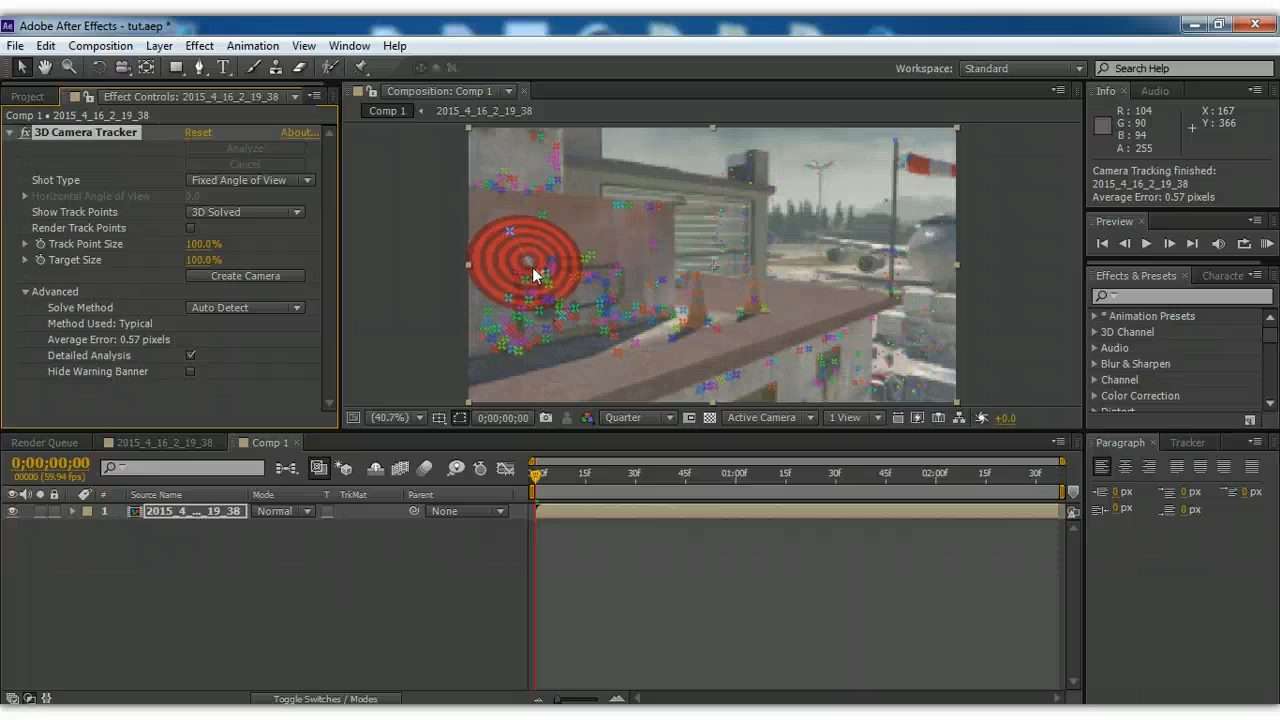 Adobe After Effects - tut.aep *
File Edit Composition Layer Effect Animation View Window Help
Workspace: Standard Search Help
Project Effect Controls: 2015_4_16_2_19_38
Comp 1 • 2015_4_16_2_19_38
fx 3D Camera Tracker Reset About...
Analyze
Cancel
Shot Type Fixed Angle of View
Horizontal Angle of View 0.0
Show Track Points 3D Solved
Render Track Points
Track Point Size 100.0%
Target Size 100.0%
Create Camera
Advanced
Solve Method Auto Detect
Method Used: Typical
Average Error: 0.57 pixels
Detailed Analysis
Hide Warning Banner
Composition: Comp 1
Comp 1 2015_4_16_2_19_38
(40.7%) 0;00;00;00 Quarter Active Camera 1 View +0.0
Info Audio
R : 104 X : 167
G : 90 Y : 366
B : 94
A : 255
Camera Tracking finished:
2015_4_16_2_19_38
Average Error: 0.57 pixels
Preview
Effects & Presets Characte
* Animation Presets
3D Channel
Audio
Blur & Sharpen
Channel
Color Correction
Distort
Render Queue 2015_4_16_2_19_38 Comp 1
0;00;00;00
00000 (59.94 fps)
# Source Name Mode T TrkMat Parent
1 2015_4_..._19_38 Normal None
15f 30f 45f 01:00f 15f 30f 45f 02:00f 15f 30f
Toggle Switches / Modes
Paragraph Tracker
0 px 0 px 0 px
0 px 0 px